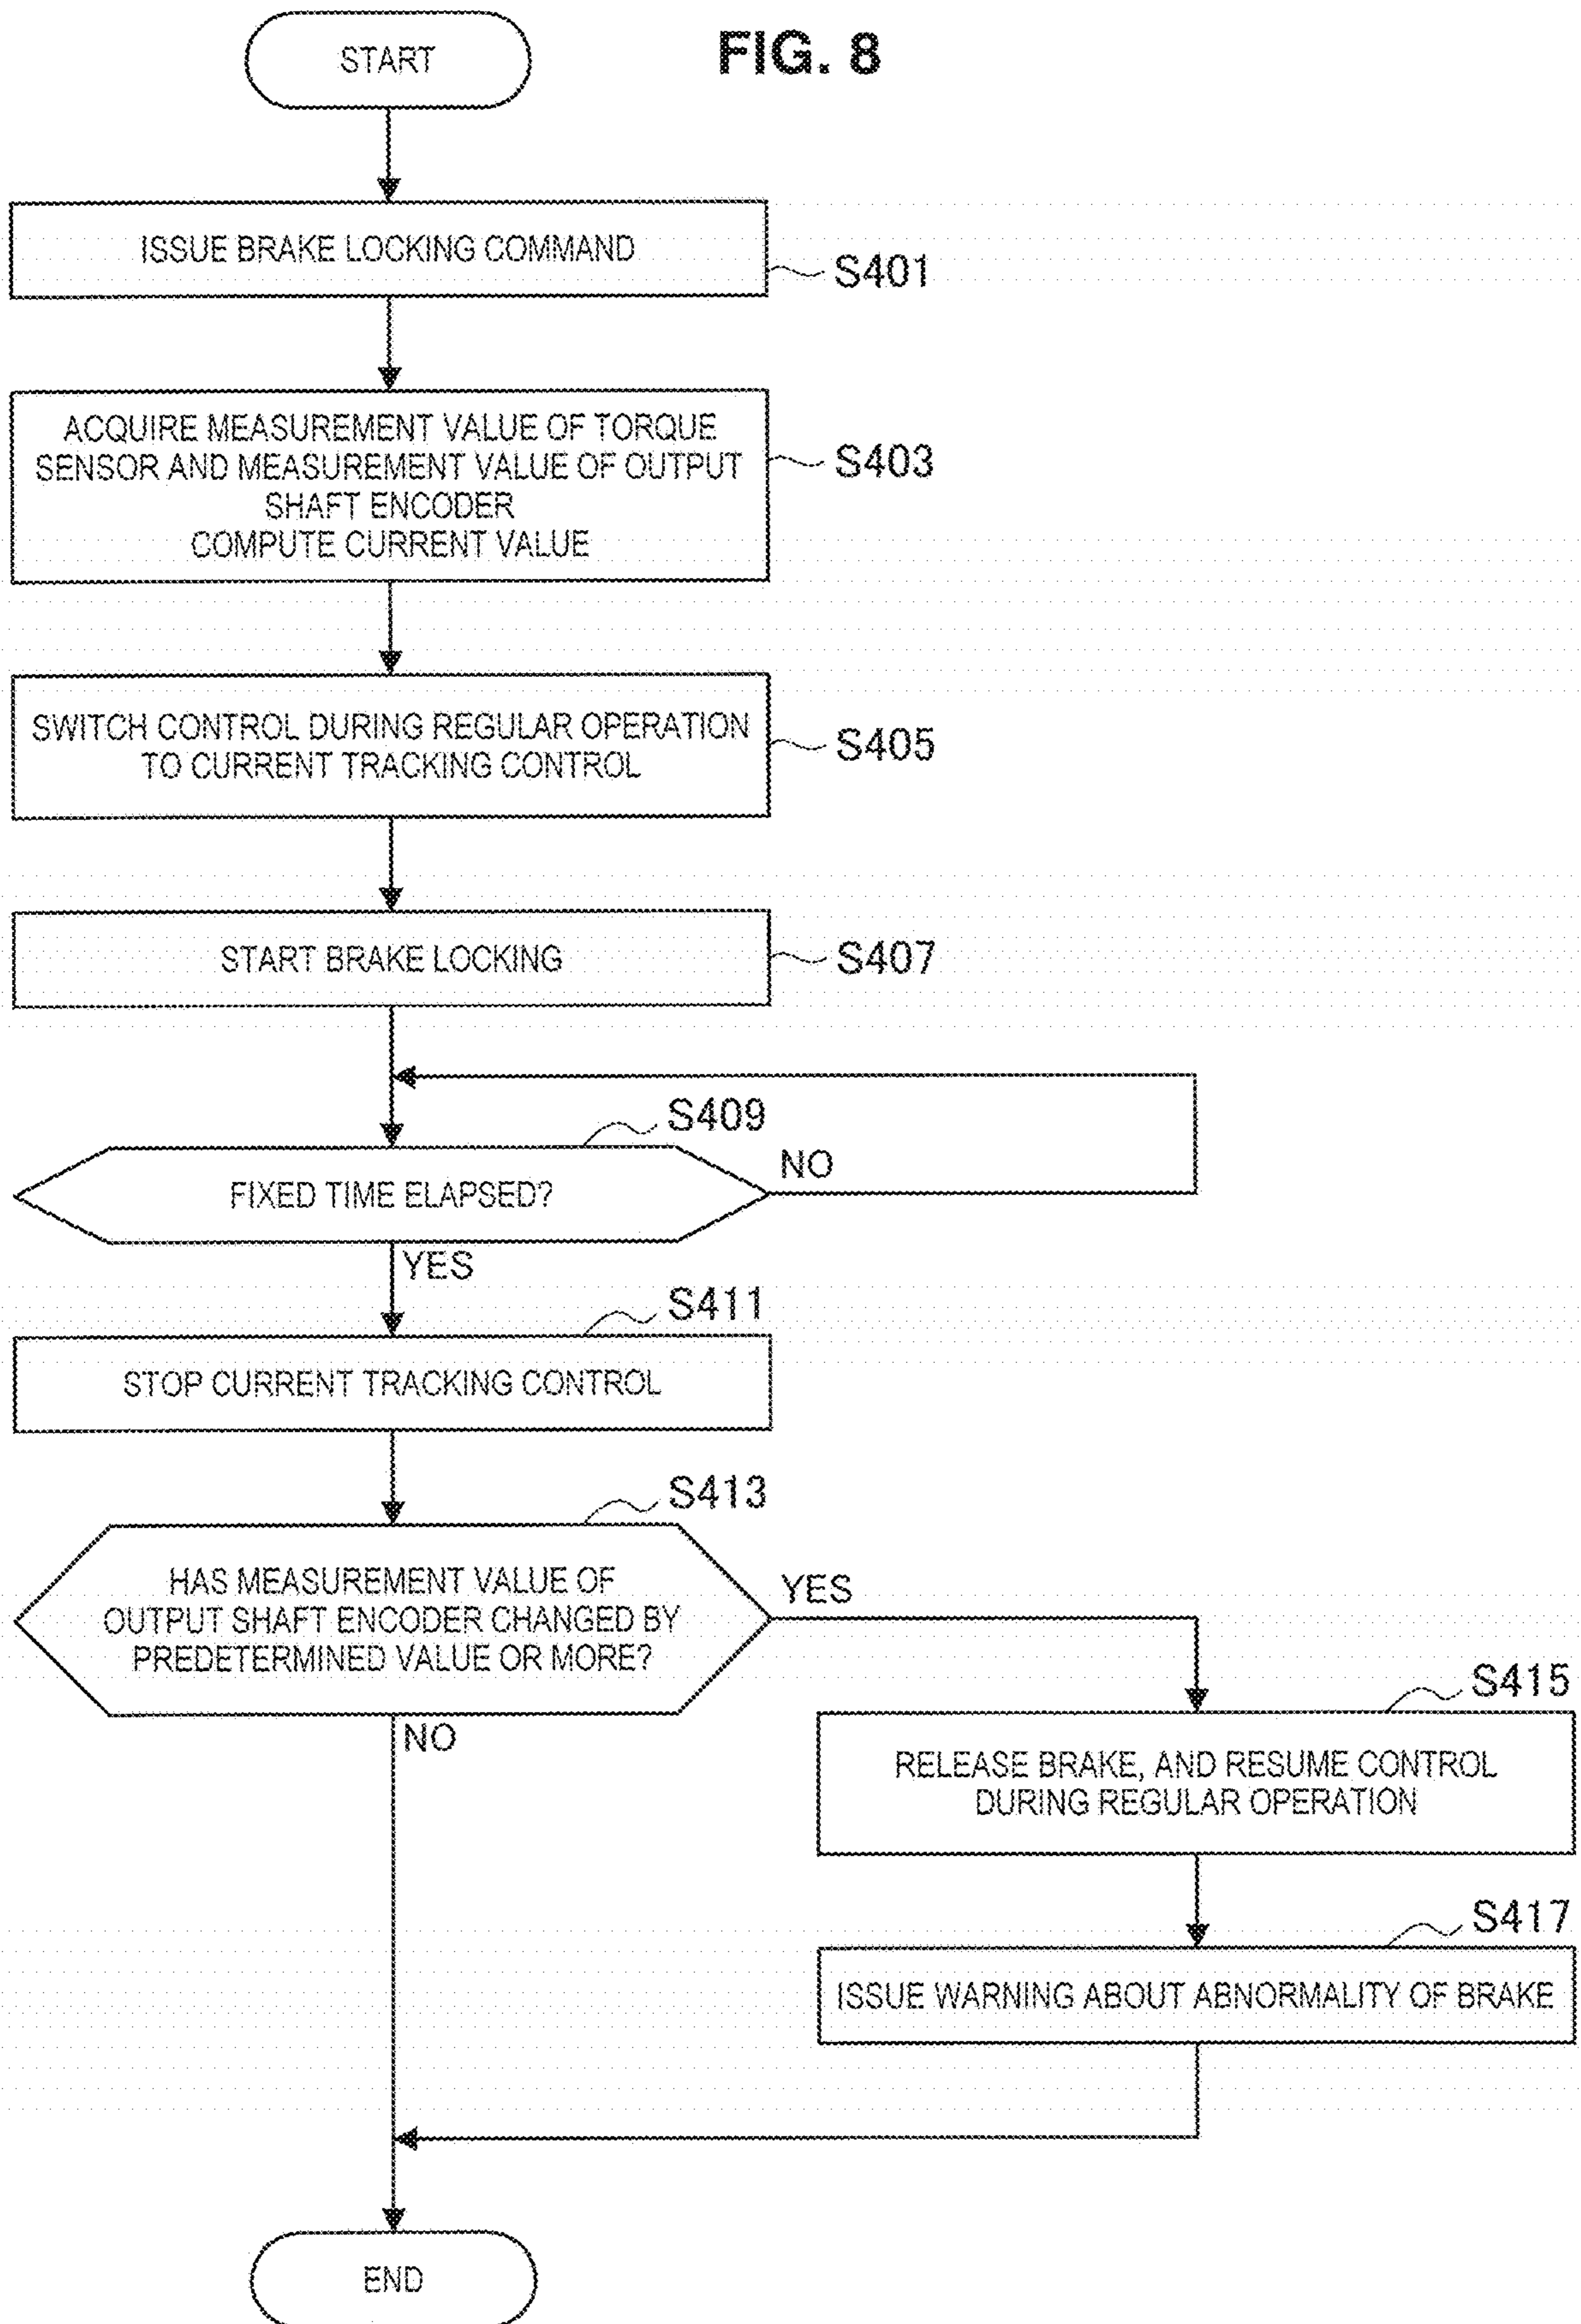 FIG. 8
START
ISSUE BRAKE LOCKING COMMAND
S401
ACQUIRE MEASUREMENT VALUE OF TORQUE
SENSOR AND MEASUREMENT VALUE OF OUTPUT
SHAFT ENCODER
COMPUTE CURRENT VALUE
S403
SWITCH CONTROL DURING REGULAR OPERATION
TO CURRENT TRACKING CONTROL
S405
START BRAKE LOCKING
S407
S409
FIXED TIME ELAPSED?
NO
YES
S411
STOP CURRENT TRACKING CONTROL
S413
HAS MEASUREMENT VALUE OF
OUTPUT SHAFT ENCODER CHANGED BY
PREDETERMINED VALUE OR MORE?
YES
NO
S415
RELEASE BRAKE, AND RESUME CONTROL
DURING REGULAR OPERATION
S417
ISSUE WARNING ABOUT ABNORMALITY OF BRAKE
END